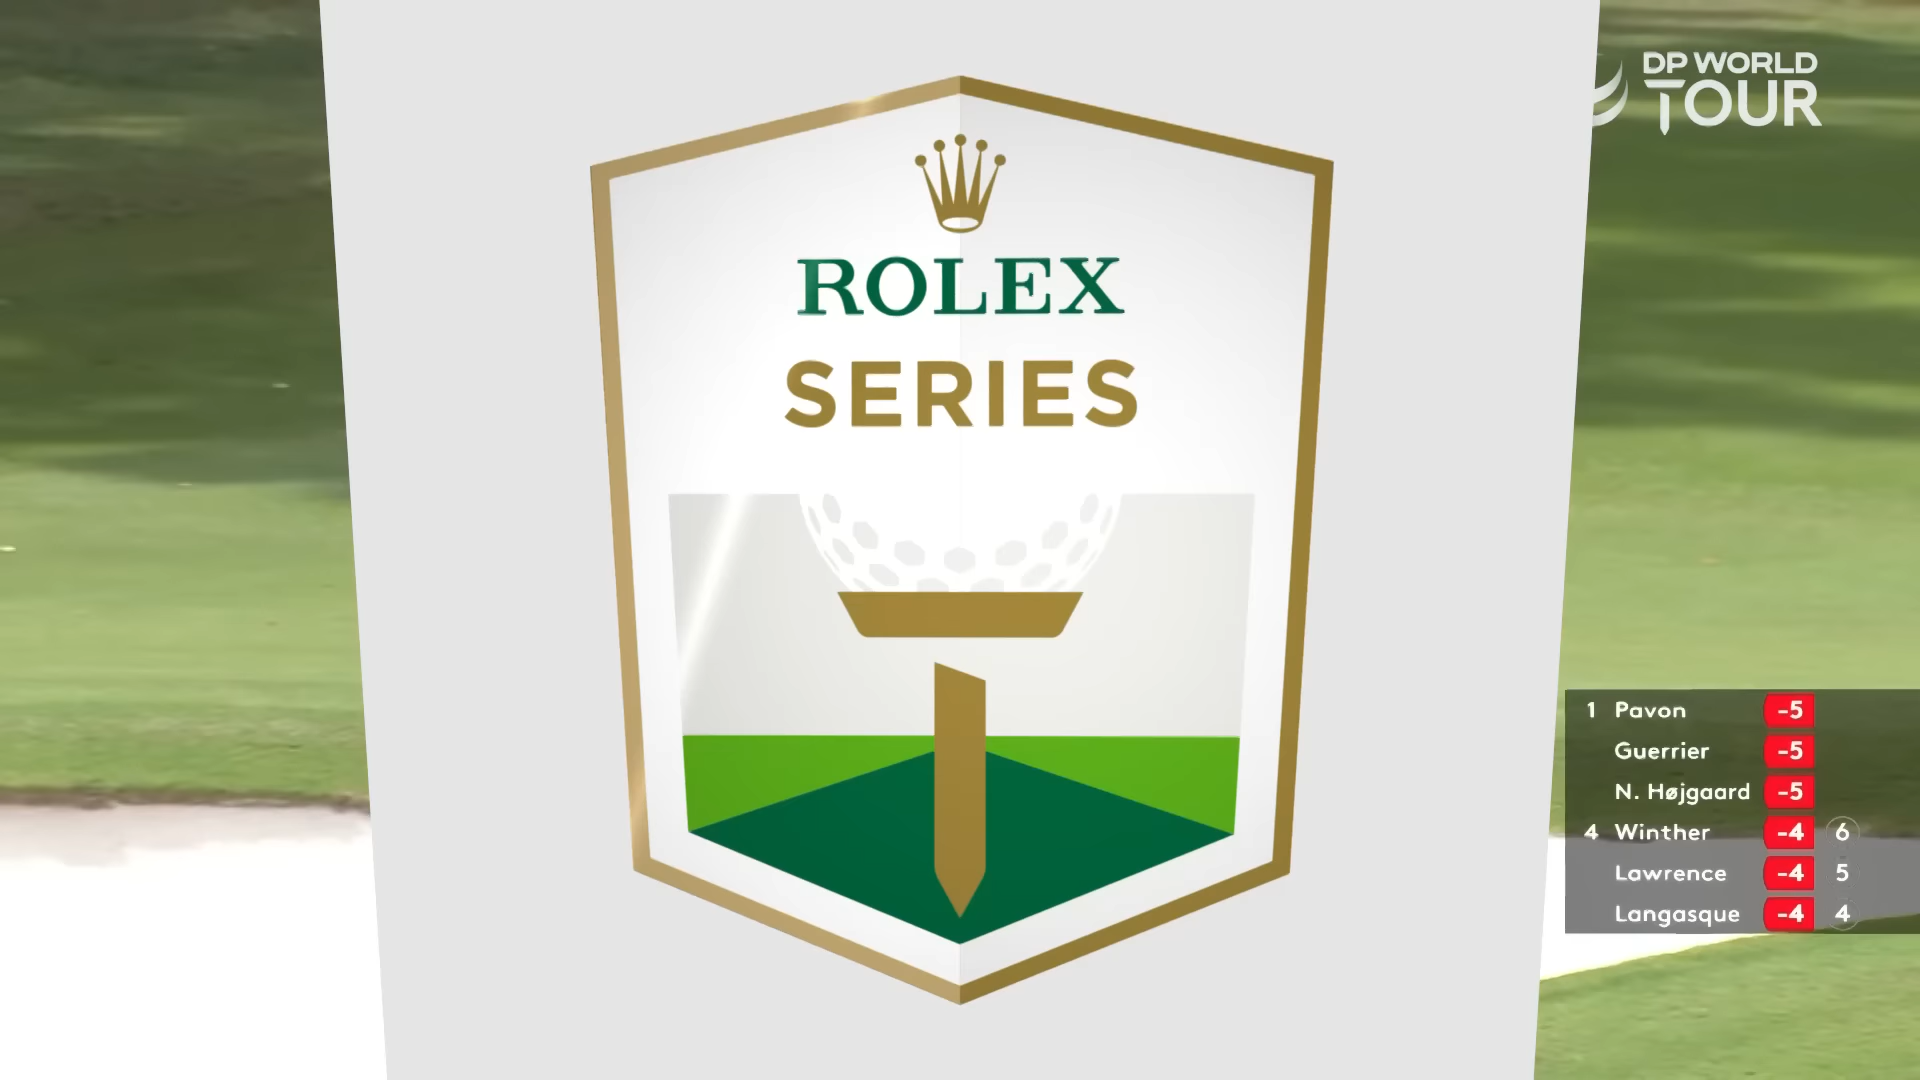 DP WORLD
TOUR
ROLEX
SERIES
1 Pavon -5
Guerrier -5
N. Højgaard -5
4 Winther -4 6
Lawrence -4 5
Langasque -4 4